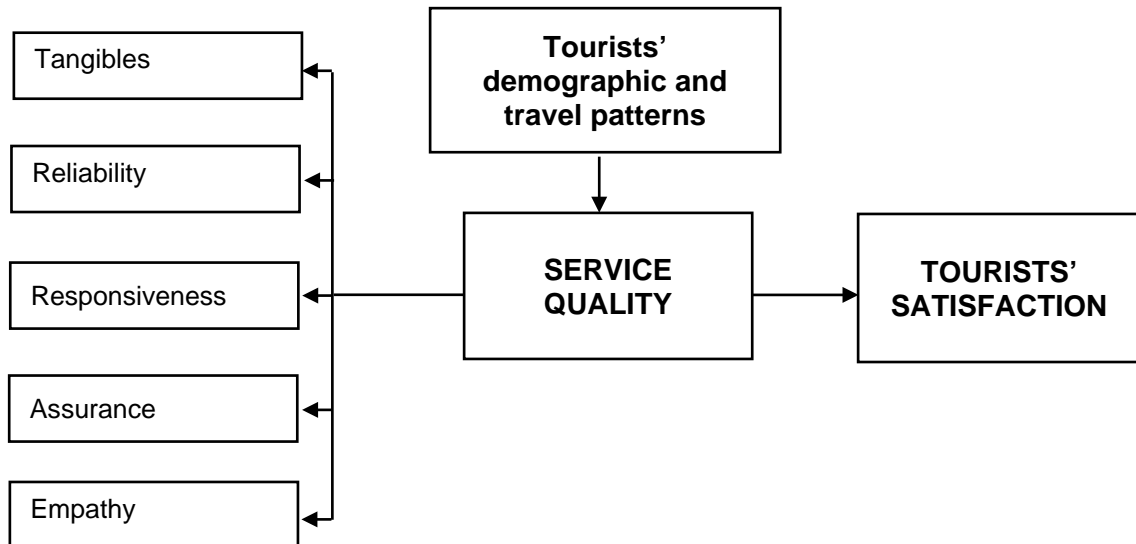 Tangibles
Reliability
Responsiveness
Assurance
Empathy
Tourists’
demographic and
travel patterns
SERVICE
QUALITY
TOURISTS’
SATISFACTION